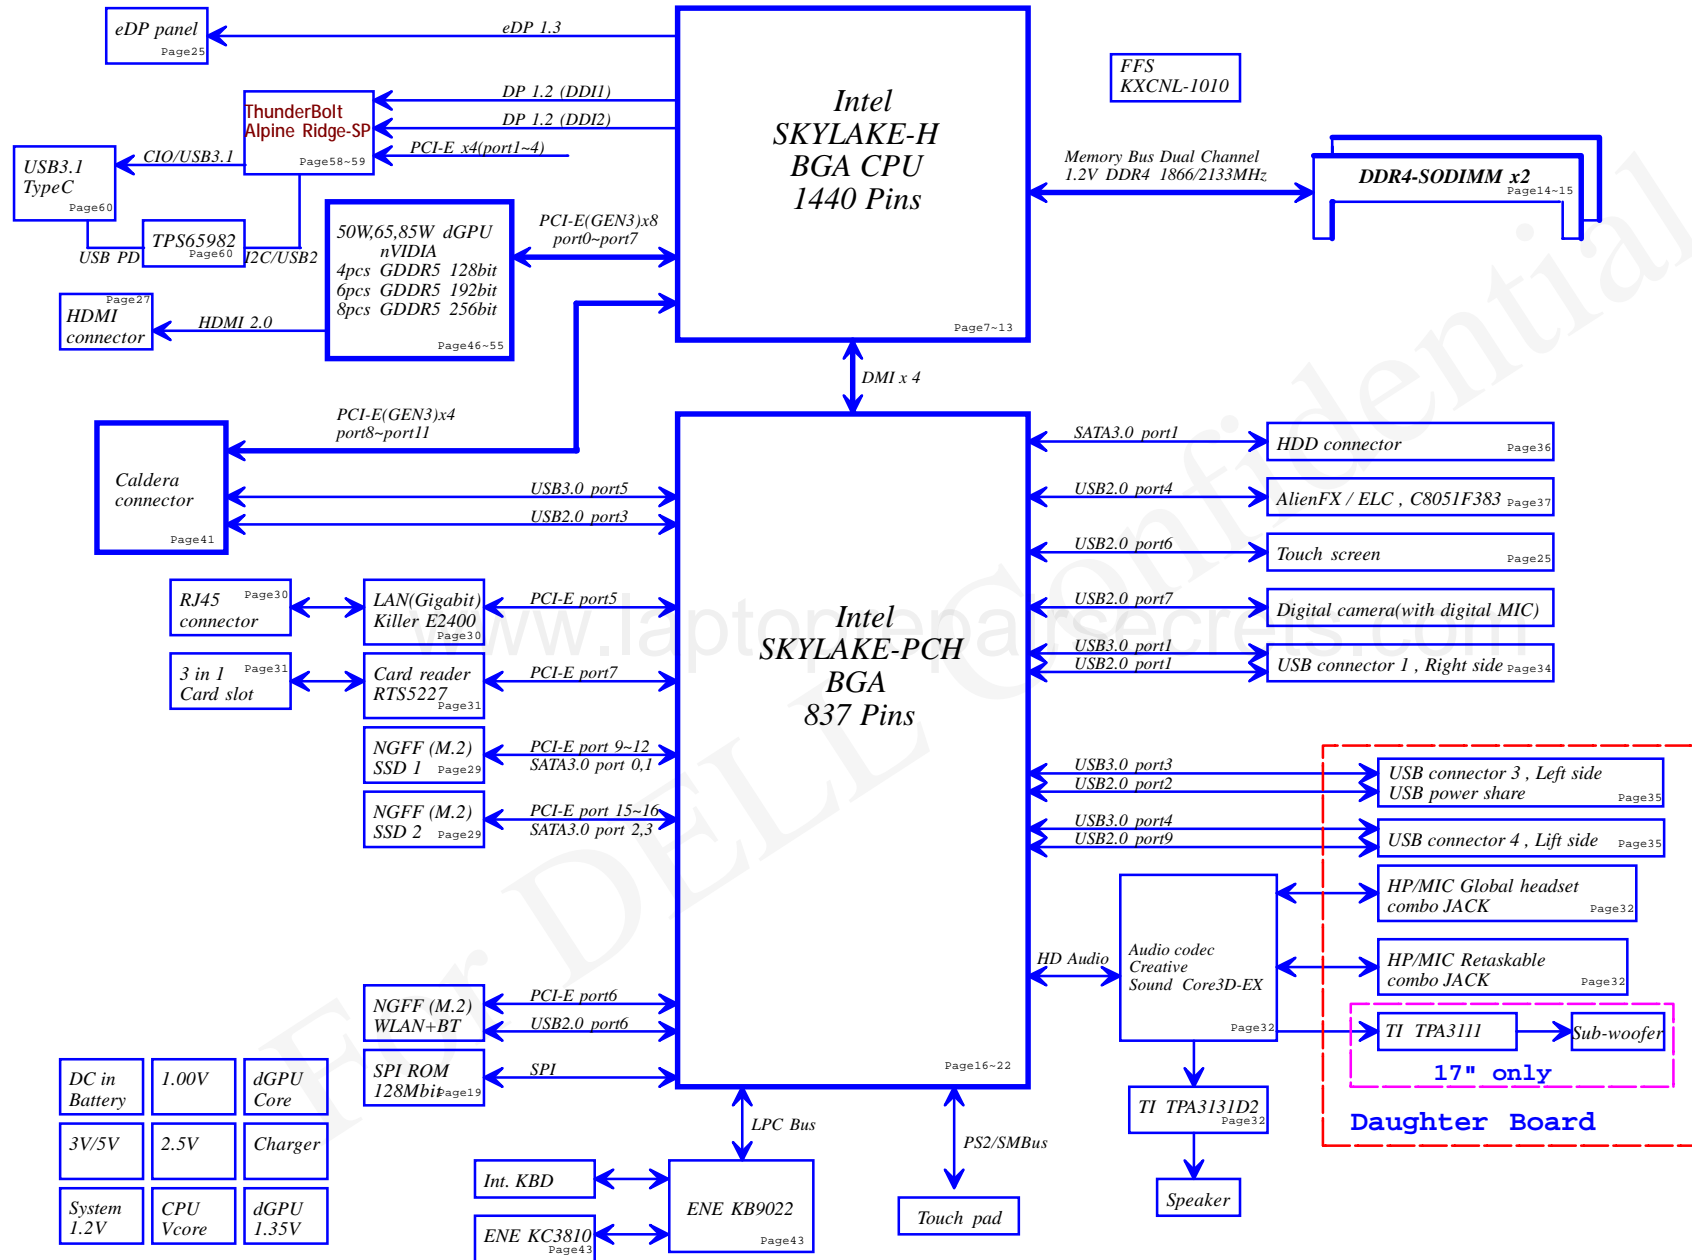 eDP panel
Page25
eDP 1.3
ThunderBolt
Alpine Ridge-SP
Page58~59
DP 1.2 (DDI1)
DP 1.2 (DDI2)
PCI-E x4(port1~4)
USB3.1
TypeC
Page60
CIO/USB3.1
TPS65982
Page60
USB PD
I2C/USB2
Page27
HDMI
connector
HDMI 2.0
50W,65,85W dGPU
nVIDIA
4pcs GDDR5 128bit
6pcs GDDR5 192bit
8pcs GDDR5 256bit
Page46~55
PCI-E(GEN3)x8
port0~port7
Intel
SKYLAKE-H
BGA CPU
1440 Pins
Page7~13
FFS
KXCNL-1010
Memory Bus Dual Channel
1.2V DDR4 1866/2133MHz
DDR4-SODIMM x2
Page14~15
DMI x 4
PCI-E(GEN3)x4
port8~port11
Caldera
connector
Page41
USB3.0 port5
USB2.0 port3
RJ45
connector
Page30
LAN(Gigabit)
Killer E2400
Page30
PCI-E port5
3 in 1
Card slot
Page31
Card reader
RTS5227
Page31
PCI-E port7
NGFF (M.2)
SSD 1
Page29
PCI-E port 9~12
SATA3.0 port 0,1
NGFF (M.2)
SSD 2
Page29
PCI-E port 15~16
SATA3.0 port 2,3
NGFF (M.2)
WLAN+BT
PCI-E port6
USB2.0 port6
SPI ROM
128Mbit
Page19
SPI
Intel
SKYLAKE-PCH
BGA
837 Pins
Page16~22
SATA3.0 port1
HDD connector
Page36
USB2.0 port4
AlienFX / ELC , C8051F383
Page37
USB2.0 port6
Touch screen
Page25
USB2.0 port7
Digital camera(with digital MIC)
USB3.0 port1
USB2.0 port1
USB connector 1 , Right side
Page34
USB3.0 port3
USB2.0 port2
USB connector 3 , Left side
USB power share
Page35
USB3.0 port4
USB2.0 port9
USB connector 4 , Lift side
Page35
HP/MIC Global headset
combo JACK
Page32
HD Audio
Audio codec
Creative
Sound Core3D-EX
Page32
HP/MIC Retaskable
combo JACK
Page32
TI TPA3111
Sub-woofer
17" only
Daughter Board
TI TPA3131D2
Page32
Speaker
LPC Bus
PS2/SMBus
Int. KBD
ENE KC3810
Page43
ENE KB9022
Page43
Touch pad
DC in
Battery
1.00V
dGPU
Core
3V/5V
2.5V
Charger
System
1.2V
CPU
Vcore
dGPU
1.35V
www.laptoprepairsecrets.com
For DELL Confidential